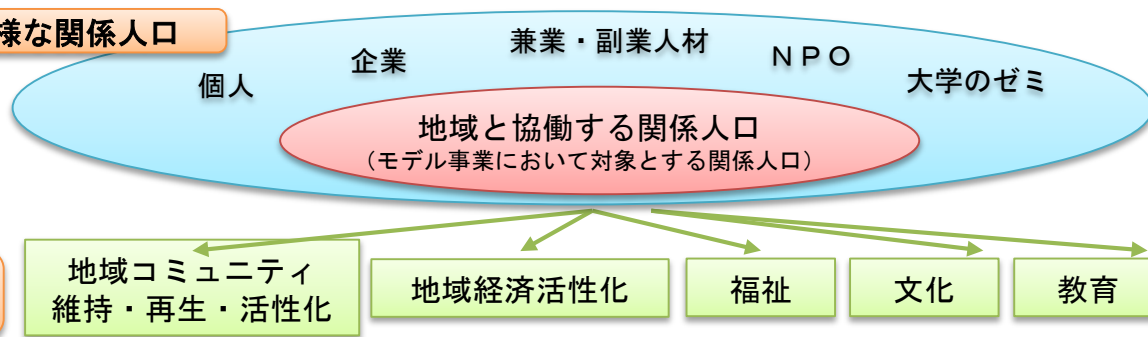 様な関係人口
個人
企業
兼業・副業人材
ＮＰＯ
大学のゼミ
地域と協働する関係人口
（モデル事業において対象とする関係人口）
地域コミュニティ
維持・再生・活性化
地域経済活性化
福祉
文化
教育